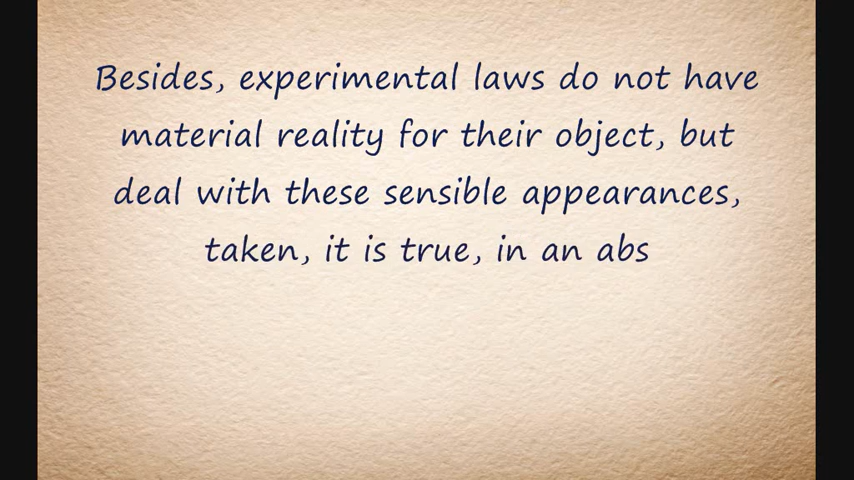 Besides, experimental laws do not have
material reality for their object, but
deal with these sensible appearances,
taken, it is true, in an abs